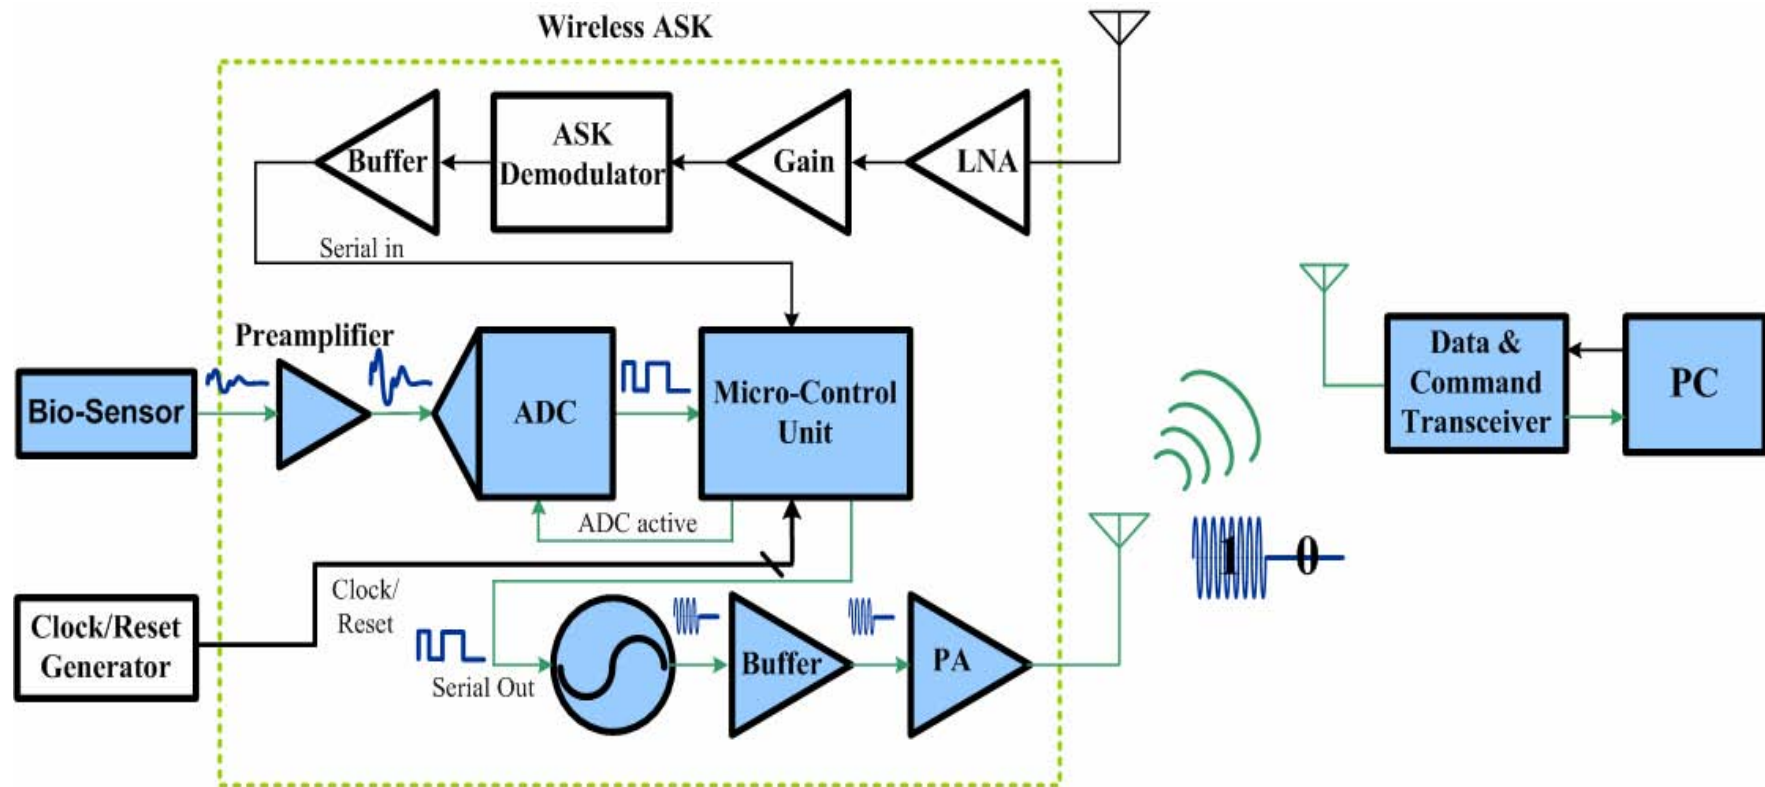 Wireless ASK
Buffer
ASK
Demodulator
Gain
LNA
Serial in
Preamplifier
Bio-Sensor
ADC
Micro-Control
Unit
Data &
Command
Transceiver
PC
ADC active
Clock/
Reset
Clock/Reset
Generator
Serial Out
Buffer
PA
1 0